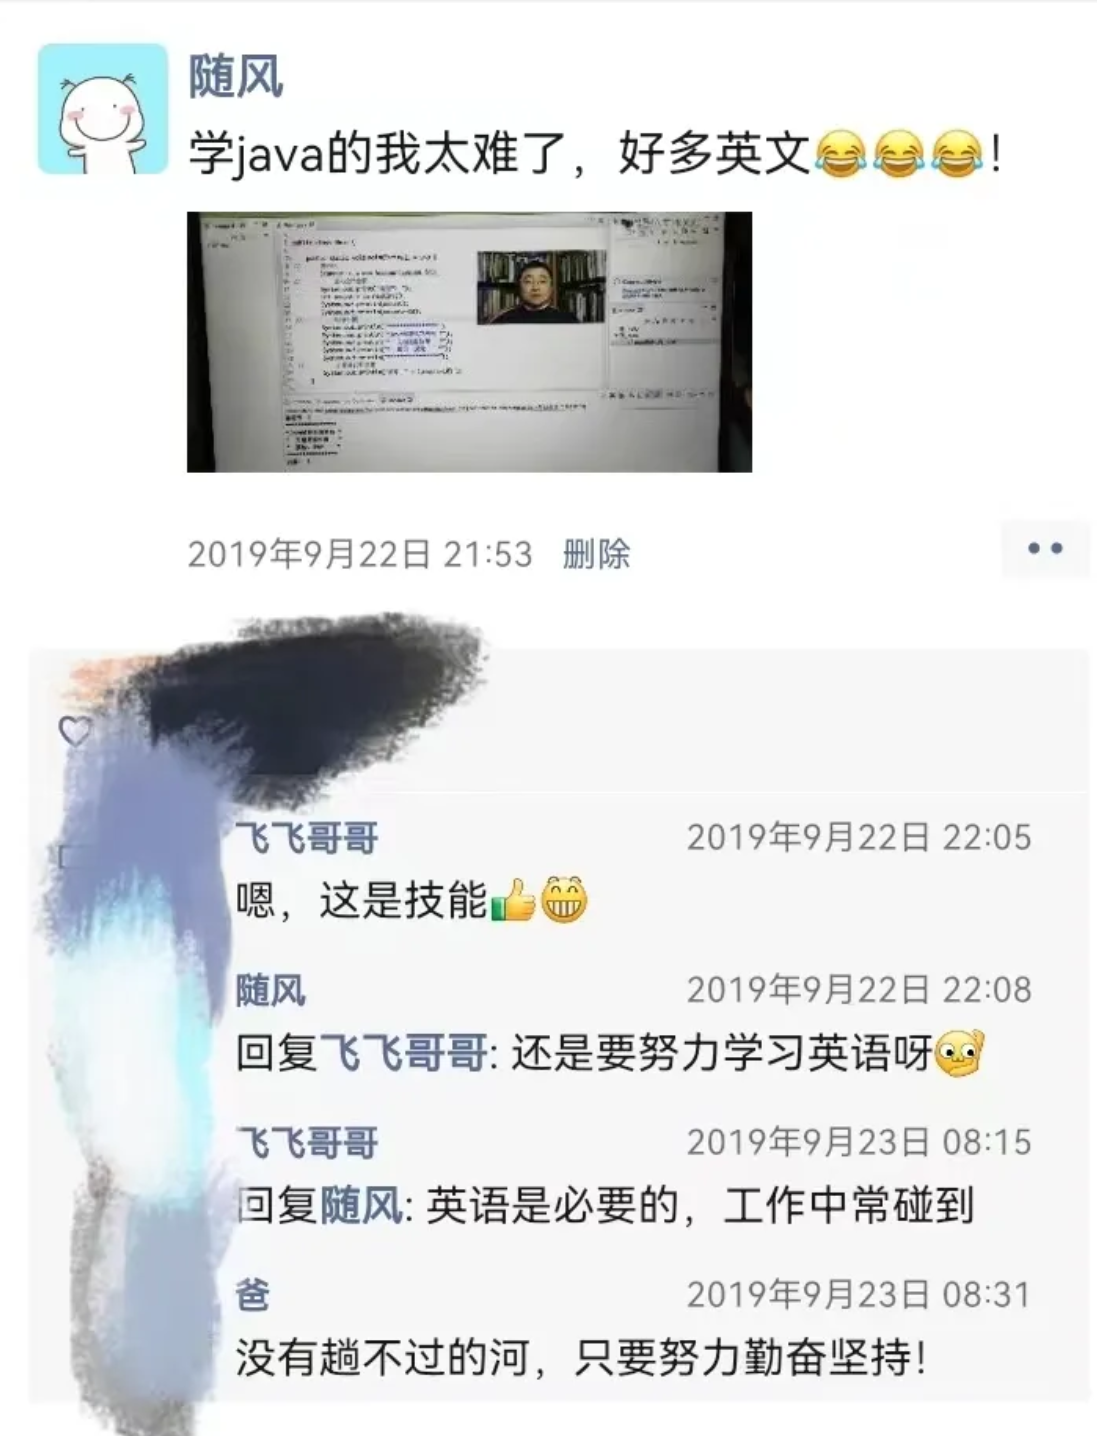 随风
学java的我太难了，好多英文😂😂😂！
2019年9月22日 21:53 删除
飞飞哥哥 2019年9月22日 22:05
嗯，这是技能👍😁
随风 2019年9月22日 22:08
回复飞飞哥哥: 还是要努力学习英语呀
飞飞哥哥 2019年9月23日 08:15
回复随风: 英语是必要的，工作中常碰到
爸 2019年9月23日 08:31
没有趟不过的河，只要努力勤奋坚持！